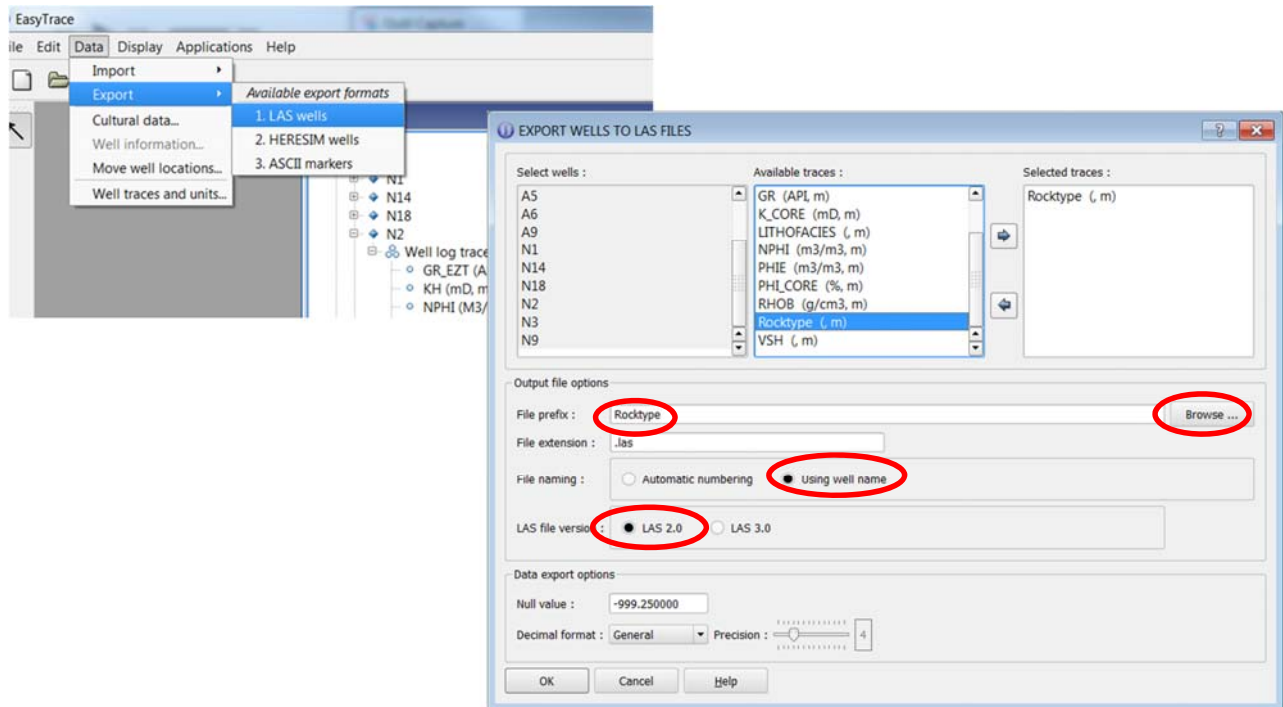 EasyTrace
ile Edit Data Display Applications Help
Import
Export
Cultural data...
Well information...
Move well locations...
Well traces and units...
Available export formats
1. LAS wells
2. HERESIM wells
3. ASCII markers
N1
N14
N18
N2
Well log trace
GR_EZT (A
KH (mD, m
NPHI (M3/
EXPORT WELLS TO LAS FILES
Select wells :
A5
A6
A9
N1
N14
N18
N2
N3
N9
Available traces :
GR (API, m)
K_CORE (mD, m)
LITHOFACIES (, m)
NPHI (m3/m3, m)
PHIE (m3/m3, m)
PHI_CORE (%, m)
RHOB (g/cm3, m)
Rocktype (, m)
VSH (, m)
Selected traces :
Rocktype (, m)
Output file options
File prefix : Rocktype Browse ...
File extension : .las
File naming : Automatic numbering Using well name
LAS file version : LAS 2.0 LAS 3.0
Data export options
Null value : -999.250000
Decimal format : General Precision : 4
OK Cancel Help